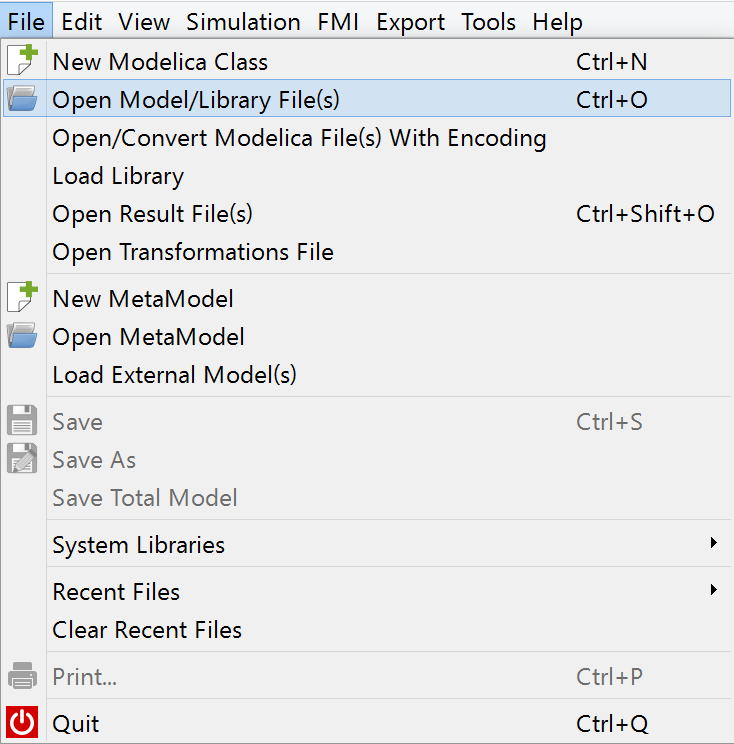 File Edit View Simulation FMI Export Tools Help
New Modelica Class Ctrl+N
Open Model/Library File(s) Ctrl+O
Open/Convert Modelica File(s) With Encoding
Load Library
Open Result File(s) Ctrl+Shift+O
Open Transformations File
New MetaModel
Open MetaModel
Load External Model(s)
Save Ctrl+S
Save As
Save Total Model
System Libraries
Recent Files
Clear Recent Files
Print... Ctrl+P
Quit Ctrl+Q